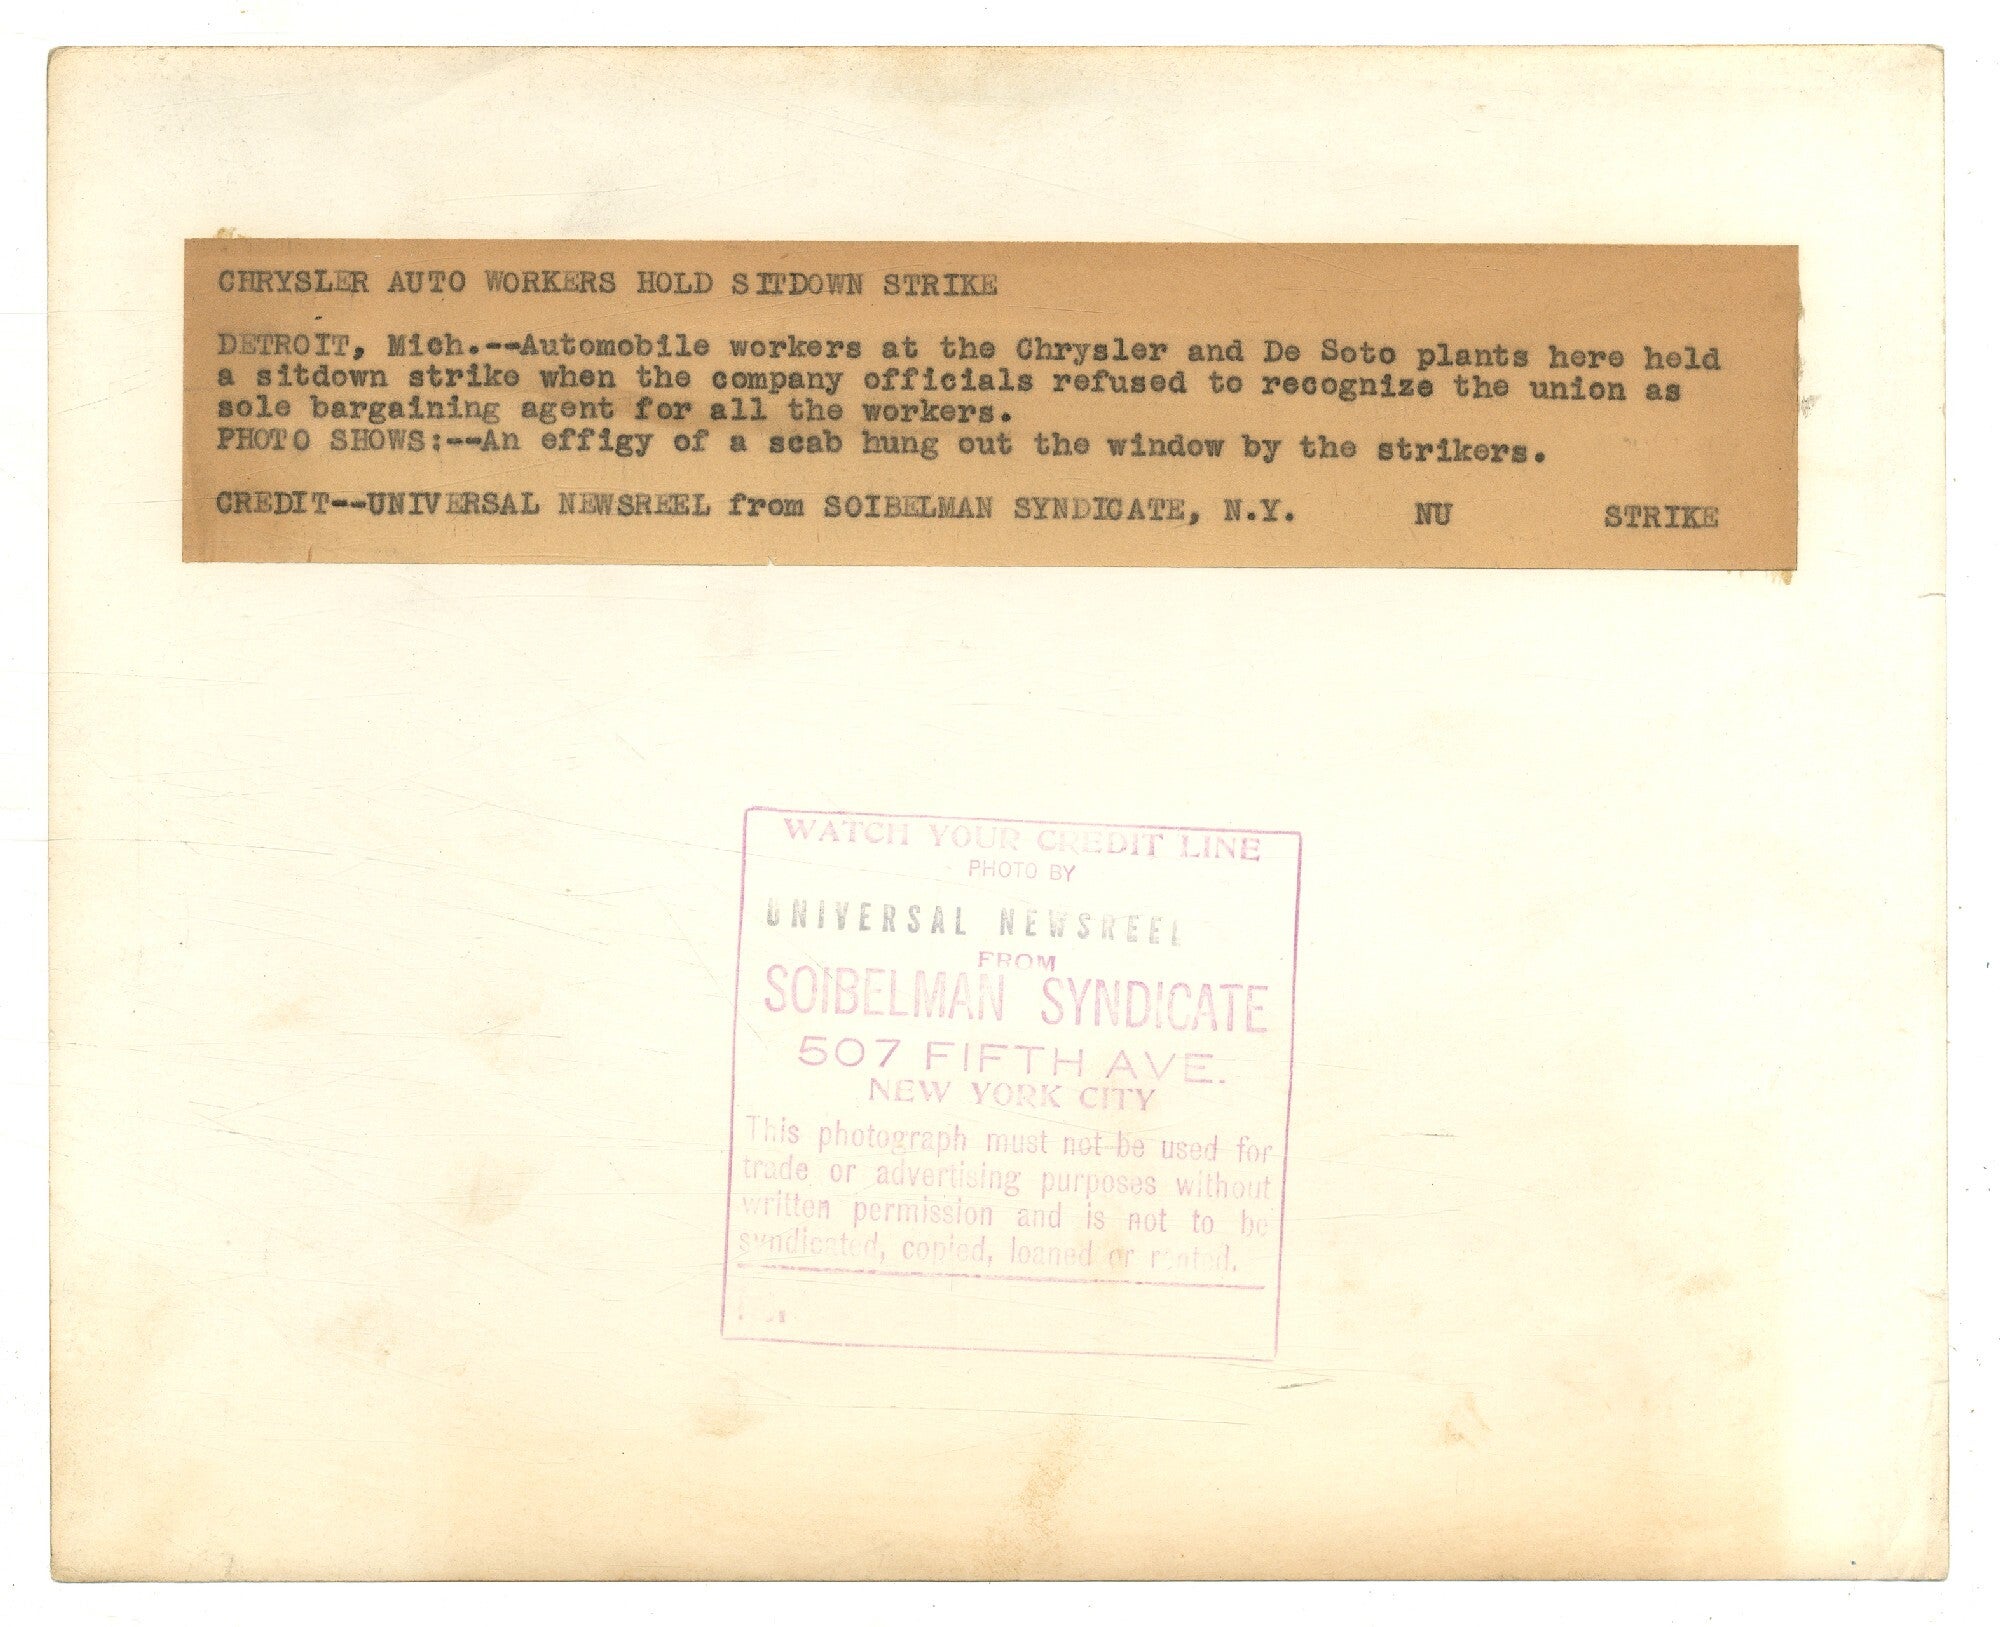 CHRYSLER AUTO WORKERS HOLD SITDOWN STRIKE
DETROIT, Mich.--Automobile workers at the Chrysler and De Soto plants here held
a sitdown strike when the company officials refused to recognize the union as
sole bargaining agent for all the workers.
PHOTO SHOWS:--An effigy of a scab hung out the window by the strikers.
CREDIT--UNIVERSAL NEWSREEL from SOIBELMAN SYNDICATE, N.Y. NU STRIKE
WATCH YOUR CREDIT LINE
PHOTO BY
UNIVERSAL NEWSREEL
FROM
SOIBELMAN SYNDICATE
507 FIFTH AVE.
NEW YORK CITY
This photograph must not be used for
trade or advertising purposes without
written permission and is not to be
syndicated, copied, loaned or rented.